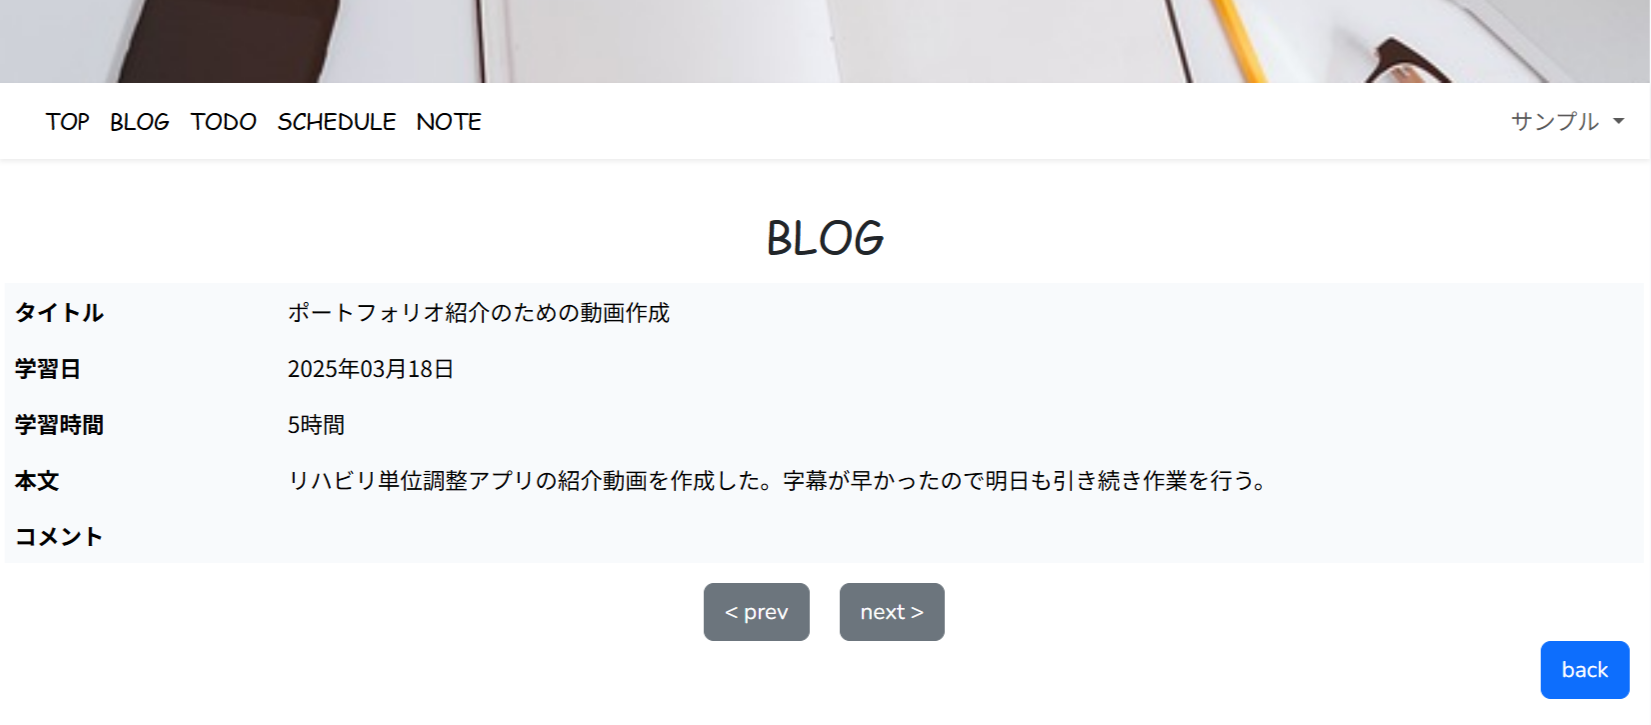 TOP BLOG TODO SCHEDULE NOTE サンプル
BLOG
タイトル ポートフォリオ紹介のための動画作成
学習日 2025年03月18日
学習時間 5時間
本文 リハビリ単位調整アプリの紹介動画を作成した。字幕が早かったので明日も引き続き作業を行う。
コメント
< prev next >
back